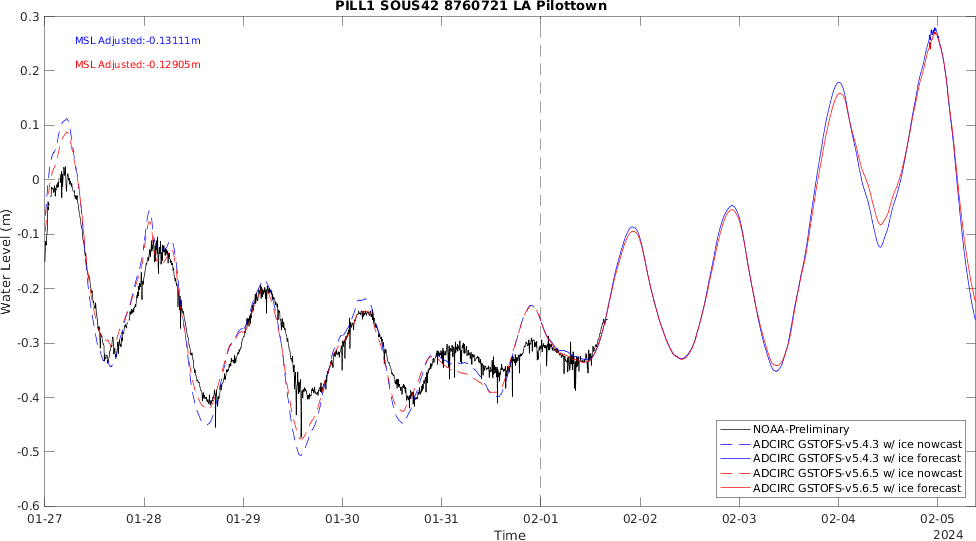 PILL1 SOUS42 8760721 LA Pilottown
MSL Adjusted:-0.13111m
MSL Adjusted:-0.12905m
Water Level (m)
0.3
0.2
0.1
0
-0.1
-0.2
-0.3
-0.4
-0.5
-0.6
NOAA-Preliminary
ADCIRC GSTOFS-v5.4.3 w/ ice nowcast
ADCIRC GSTOFS-v5.4.3 w/ ice forecast
ADCIRC GSTOFS-v5.6.5 w/ ice nowcast
ADCIRC GSTOFS-v5.6.5 w/ ice forecast
01-27 01-28 01-29 01-30 01-31 02-01 02-02 02-03 02-04 02-05
2024
Time